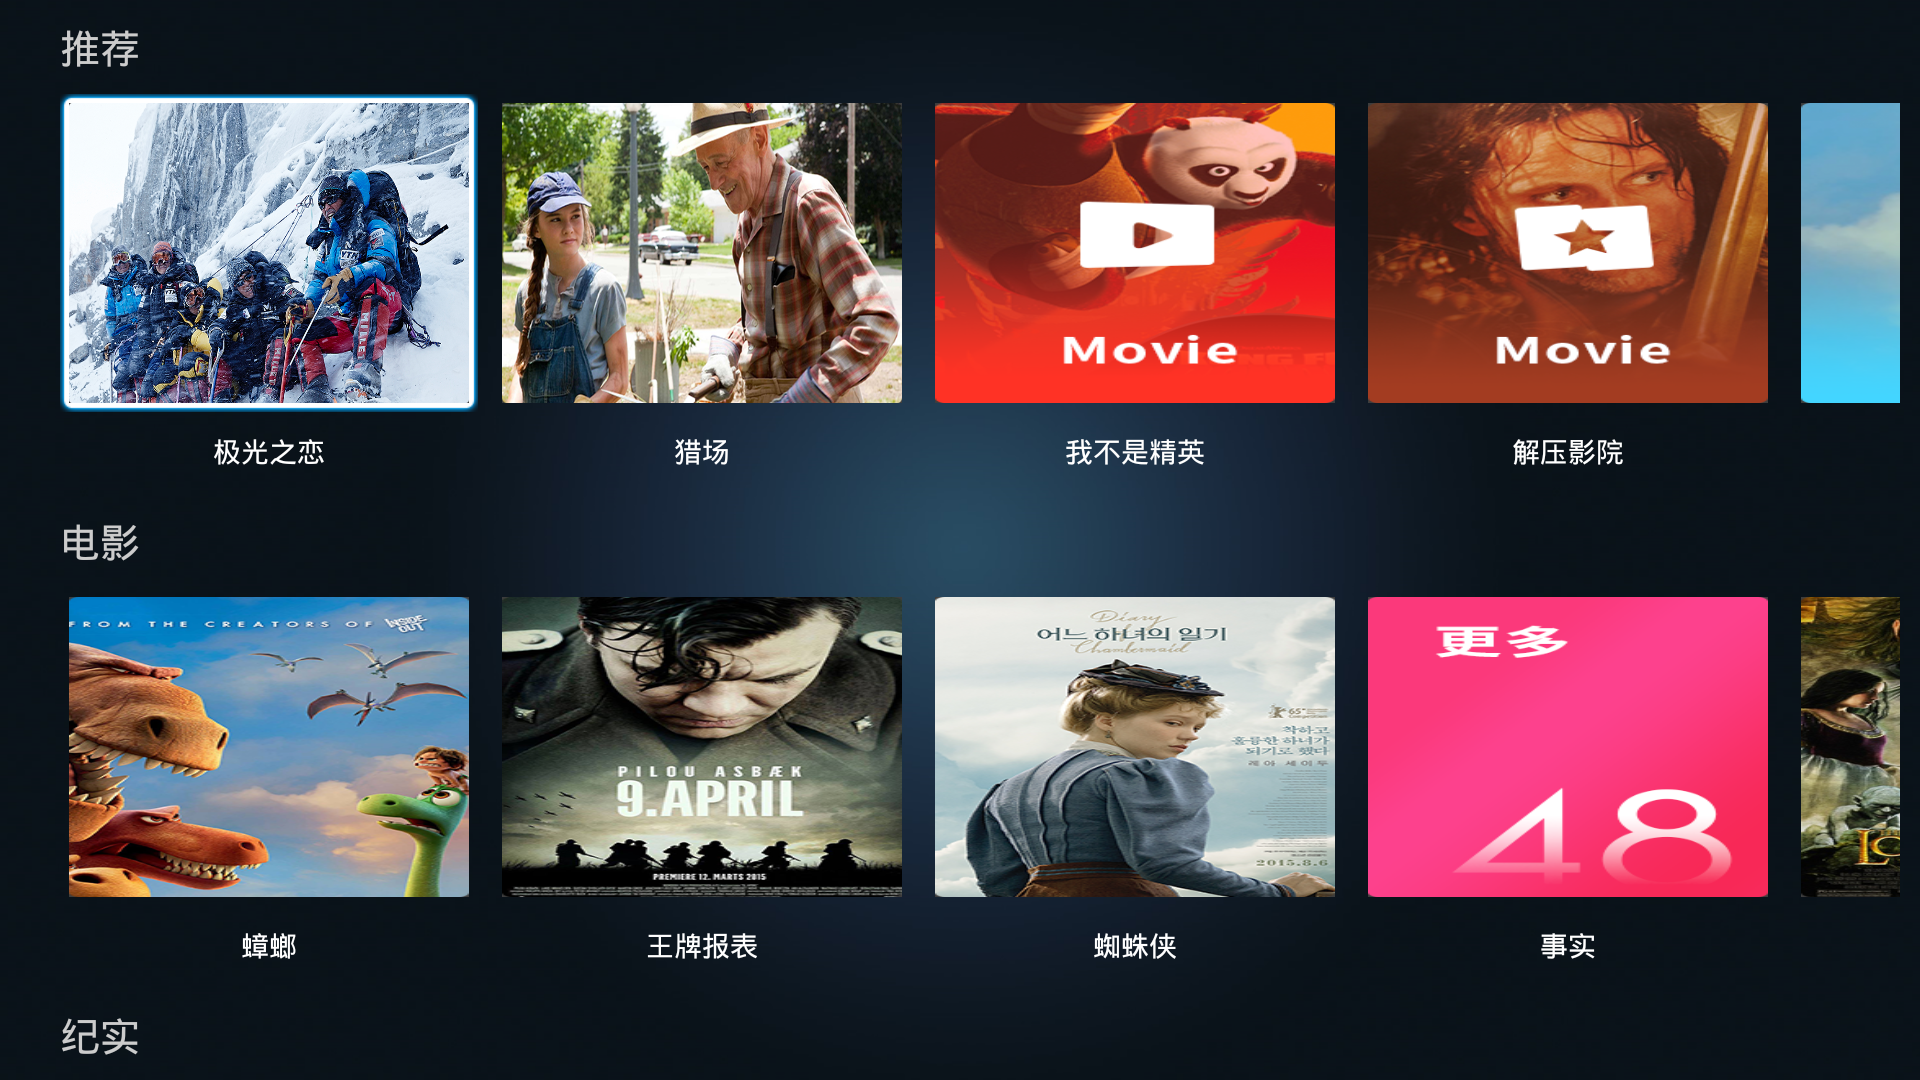 推荐
Movie
Movie
极光之恋
猎场
我不是精英
解压影院
电影
FROM THE CREATORS OF INSIDE OUT
PILOU ASBÆK
9.APRIL
PREMIERE 12. MARTS 2015
Diary
어느 하녀의 일기
Chambermaid
65
착하고
훌륭한 하녀가
되기로 했다
레아 세이두
2015.8.6
更多
48
蟑螂
王牌报表
蜘蛛侠
事实
纪实